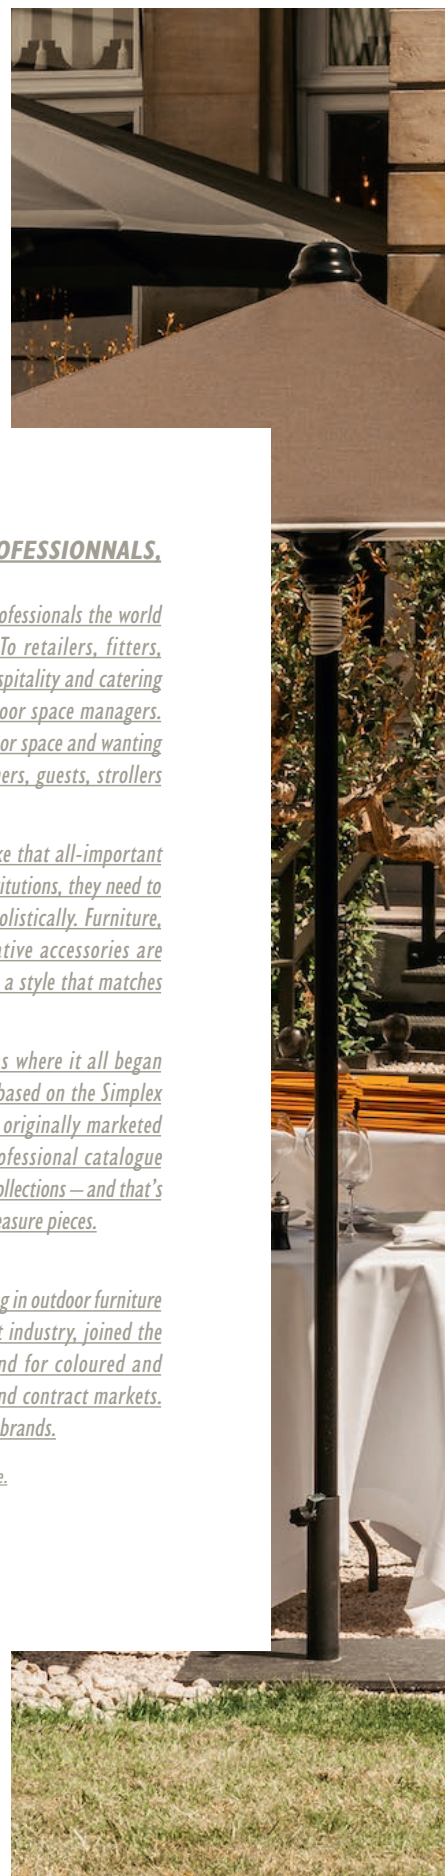 OFESSIONNALS,
ofessionals the world
To retailers, fitters,
spitality and catering
oor space managers.
or space and wanting
ers, guests, strollers
ke that all-important
titutions, they need to
olistically. Furniture,
ative accessories are
a style that matches
s where it all began
based on the Simplex
originally marketed
ofessional catalogue
ollections – and that's
easure pieces.
g in outdoor furniture
t industry, joined the
nd for coloured and
nd contract markets.
brands.
e.